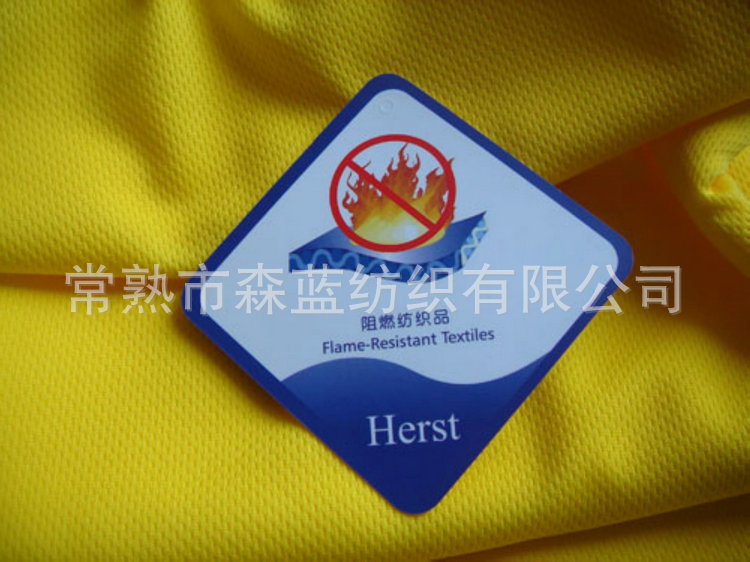 常熟市森蓝纺织有限公司
阻燃纺织品
Flame-Resistant Textiles
Herst